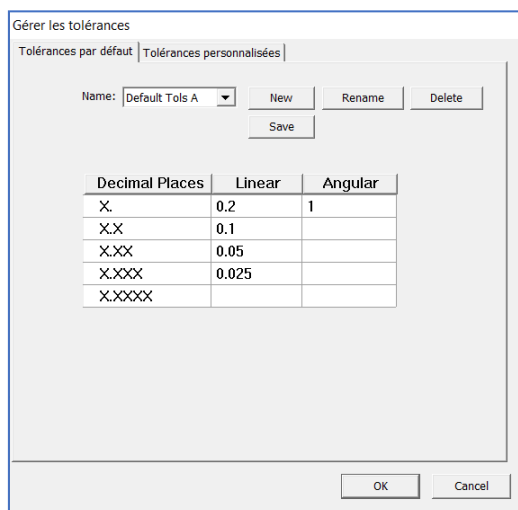 Gérer les tolérances
Tolérances par défaut Tolérances personnalisées
Name: Default Tols A New Rename Delete
Save
Decimal Places Linear Angular
X. 0.2 1
X.X 0.1
X.XX 0.05
X.XXX 0.025
X.XXXX
OK Cancel